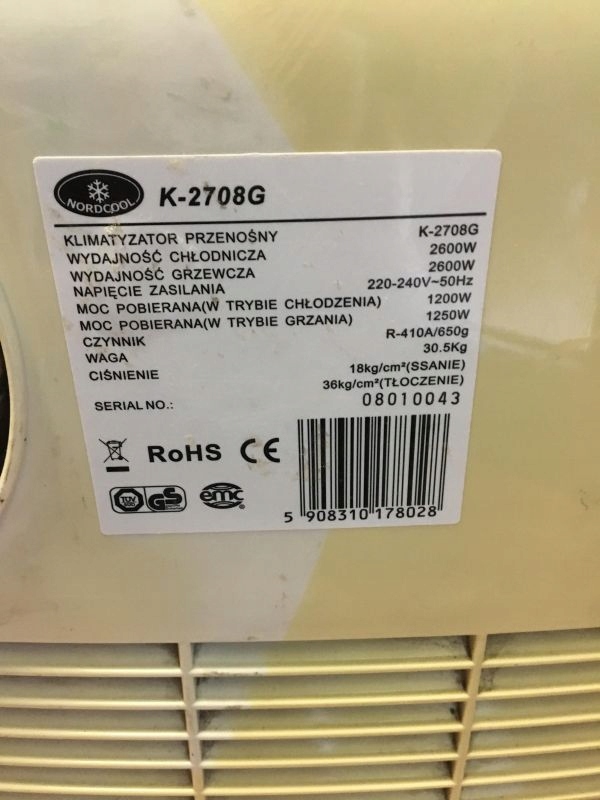 NORDCOOL K-2708G
KLIMATYZATOR PRZENOŚNY K-2708G
WYDAJNOŚĆ CHŁODNICZA 2600W
WYDAJNOŚĆ GRZEWCZA 2600W
NAPIĘCIE ZASILANIA 220-240V~50Hz
MOC POBIERANA(W TRYBIE CHŁODZENIA) 1200W
MOC POBIERANA(W TRYBIE GRZANIA) 1250W
CZYNNIK R-410A/650g
WAGA 30.5Kg
CIŚNIENIE 18kg/cm²(SSANIE)
36kg/cm²(TŁOCZENIE)
SERIAL NO.: 08010043
RoHS CE
TÜV GS emc
5 908310 178028